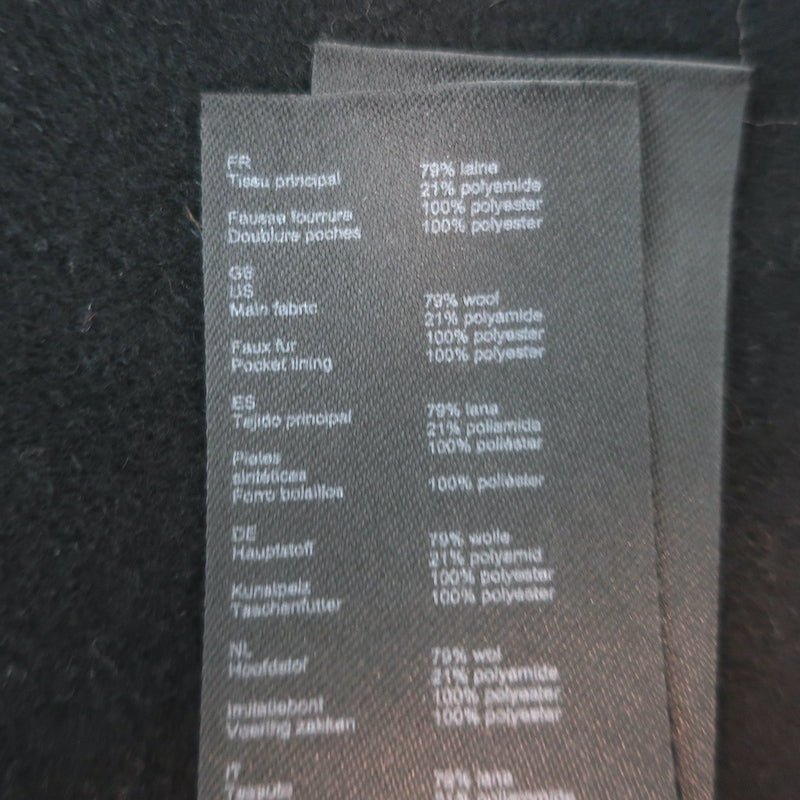 FR
Tissu principal 79% laine
21% polyamide
Fausse fourrure 100% polyester
Doublure poches 100% polyester
GB
US
Main fabric 79% wool
21% polyamide
Faux fur 100% polyester
Pocket lining 100% polyester
ES
Tejido principal 79% lana
21% poliamida
Pieles 100% poliéster
sintéticas
Forro bolsillos 100% poliéster
DE
Hauptstoff 79% wolle
21% polyamid
Kunstpelz 100% polyester
Taschenfutter 100% polyester
NL
Hoofdstof 79% wol
21% polyamide
Imitatiebont 100% polyester
Voering zakken 100% polyester
IT
Tessuto 79% lana